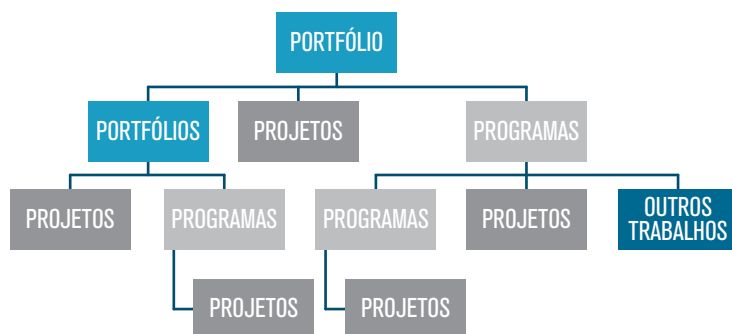 PORTFÓLIO
PORTFÓLIOS
PROJETOS
PROGRAMAS
PROJETOS
PROGRAMAS
PROGRAMAS
PROJETOS
OUTROS
TRABALHOS
PROJETOS
PROJETOS